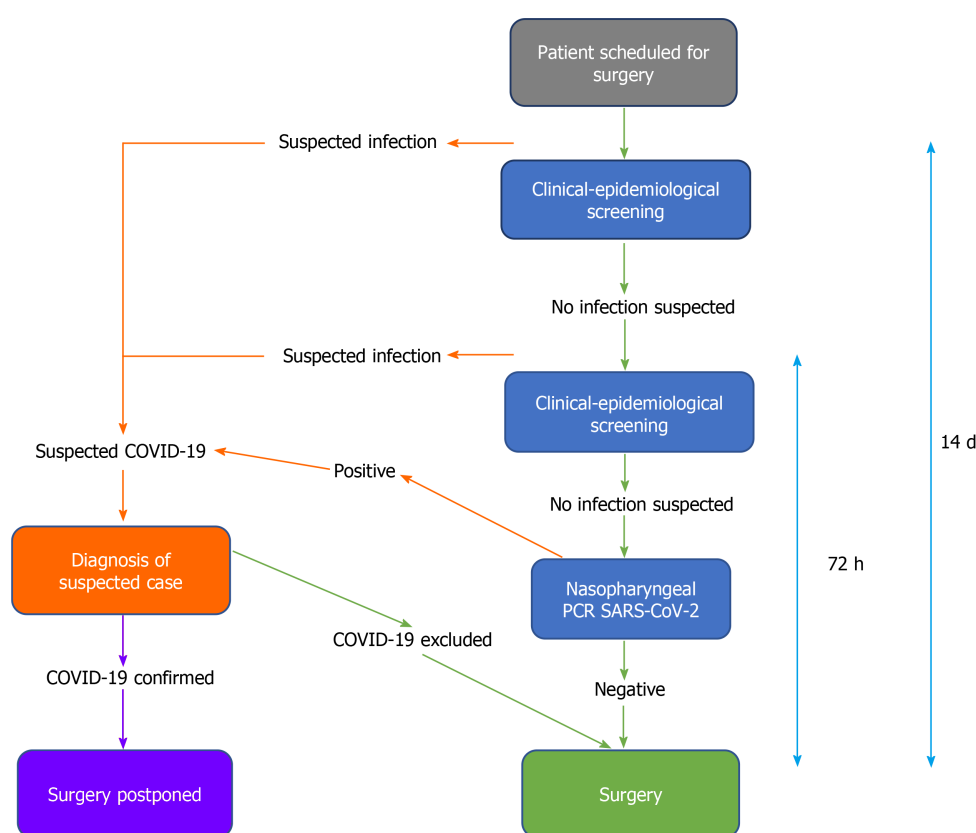 Patient scheduled for
surgery
Suspected infection
Clinical-epidemiological
screening
No infection suspected
Suspected infection
Clinical-epidemiological
screening
14 d
Suspected COVID-19
Positive
No infection suspected
Diagnosis of
suspected case
72 h
Nasopharyngeal
PCR SARS-CoV-2
COVID-19 excluded
COVID-19 confirmed
Negative
Surgery postponed
Surgery